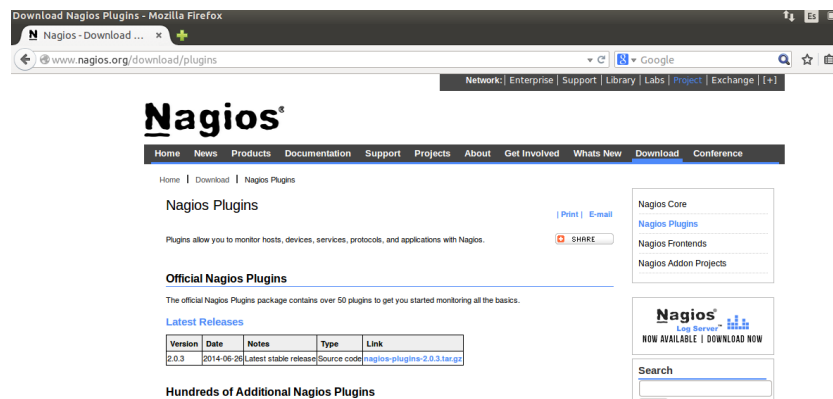 Download Nagios Plugins - Mozilla Firefox
Es
N Nagios - Download ...
www.nagios.org/download/plugins
Google
Network: | Enterprise | Support | Library | Labs | Project | Exchange | [+]
Nagios®
Home News Products Documentation Support Projects About Get Involved Whats New Download Conference
Home | Download | Nagios Plugins
Nagios Plugins
| Print | E-mail
Plugins allow you to monitor hosts, devices, services, protocols, and applications with Nagios.
SHARE
Official Nagios Plugins
The official Nagios Plugins package contains over 50 plugins to get you started monitoring all the basics.
Latest Releases
Version Date Notes Type Link
2.0.3 2014-06-26 Latest stable release Source code nagios-plugins-2.0.3.tar.gz
Hundreds of Additional Nagios Plugins
Nagios Core
Nagios Plugins
Nagios Frontends
Nagios Addon Projects
Nagios®
Log Server™
NOW AVAILABLE | DOWNLOAD NOW
Search